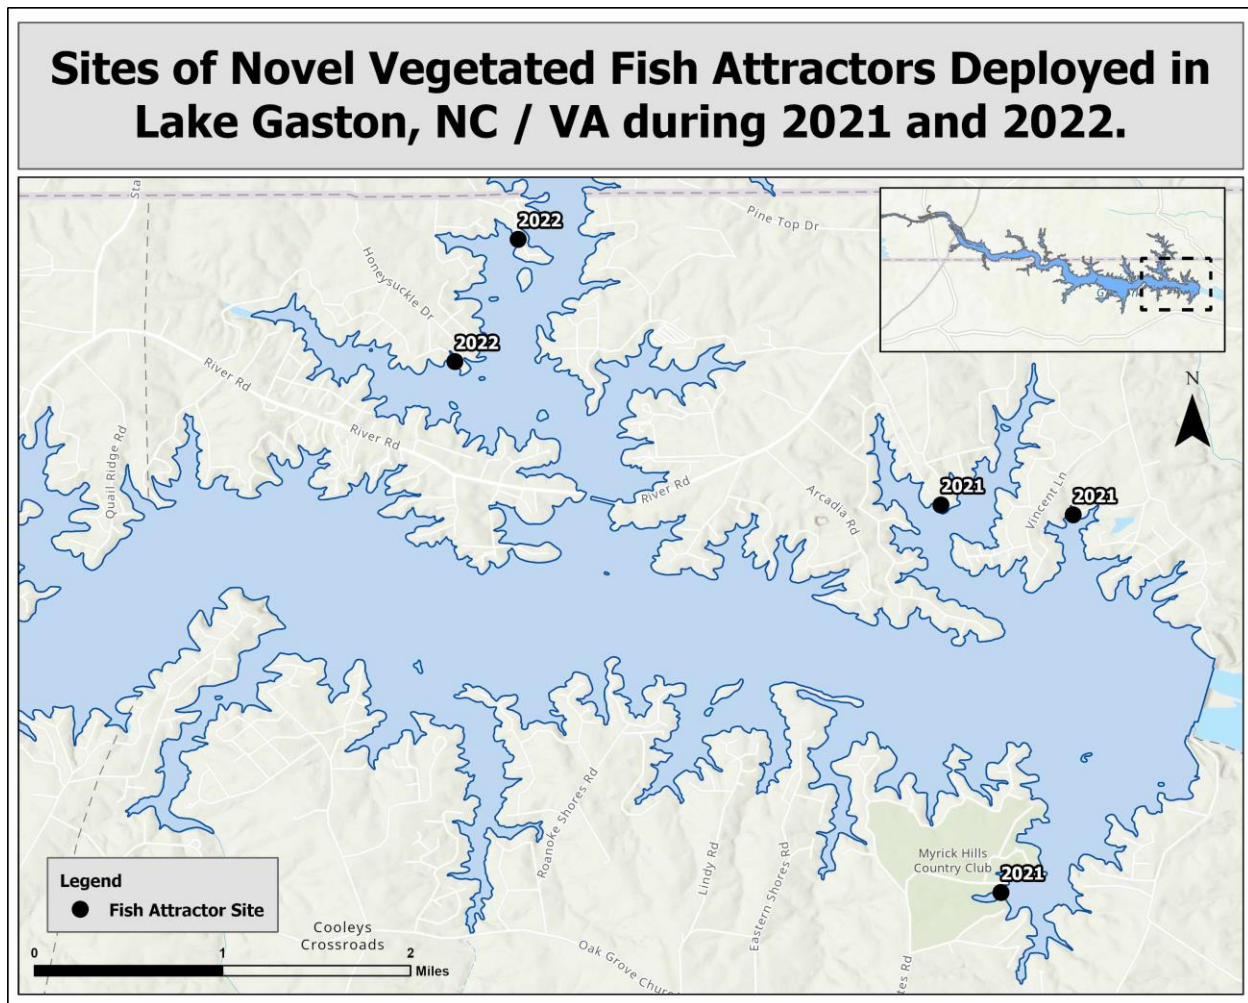 Sites of Novel Vegetated Fish Attractors Deployed in
Lake Gaston, NC / VA during 2021 and 2022.
Sta
2022
Pine Top Dr
Honeysuckle Dr
2022
River Rd
N
River Rd
Quail Ridge Rd
River Rd
Arcadia Rd
2021
Vincent Ln
2021
Roanoke Shores Rd
Lindy Rd
Eastern Shores Rd
Myrick Hills
Country Club
2021
Legend
Fish Attractor Site
Cooleys
Crossroads
Oak Grove Churc
tes Rd
0
1
2
Miles